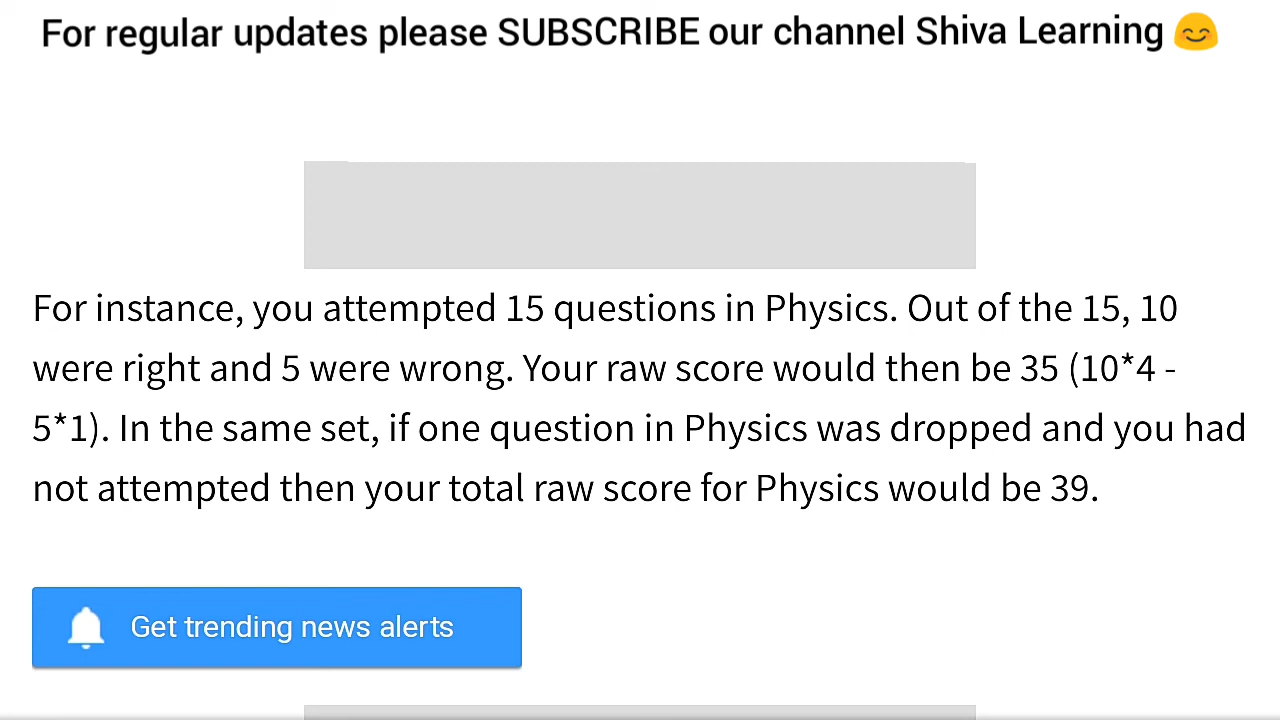 For regular updates please SUBSCRIBE our channel Shiva Learning 😊
For instance, you attempted 15 questions in Physics. Out of the 15, 10
were right and 5 were wrong. Your raw score would then be 35 (10*4 -
5*1). In the same set, if one question in Physics was dropped and you had
not attempted then your total raw score for Physics would be 39.
Get trending news alerts